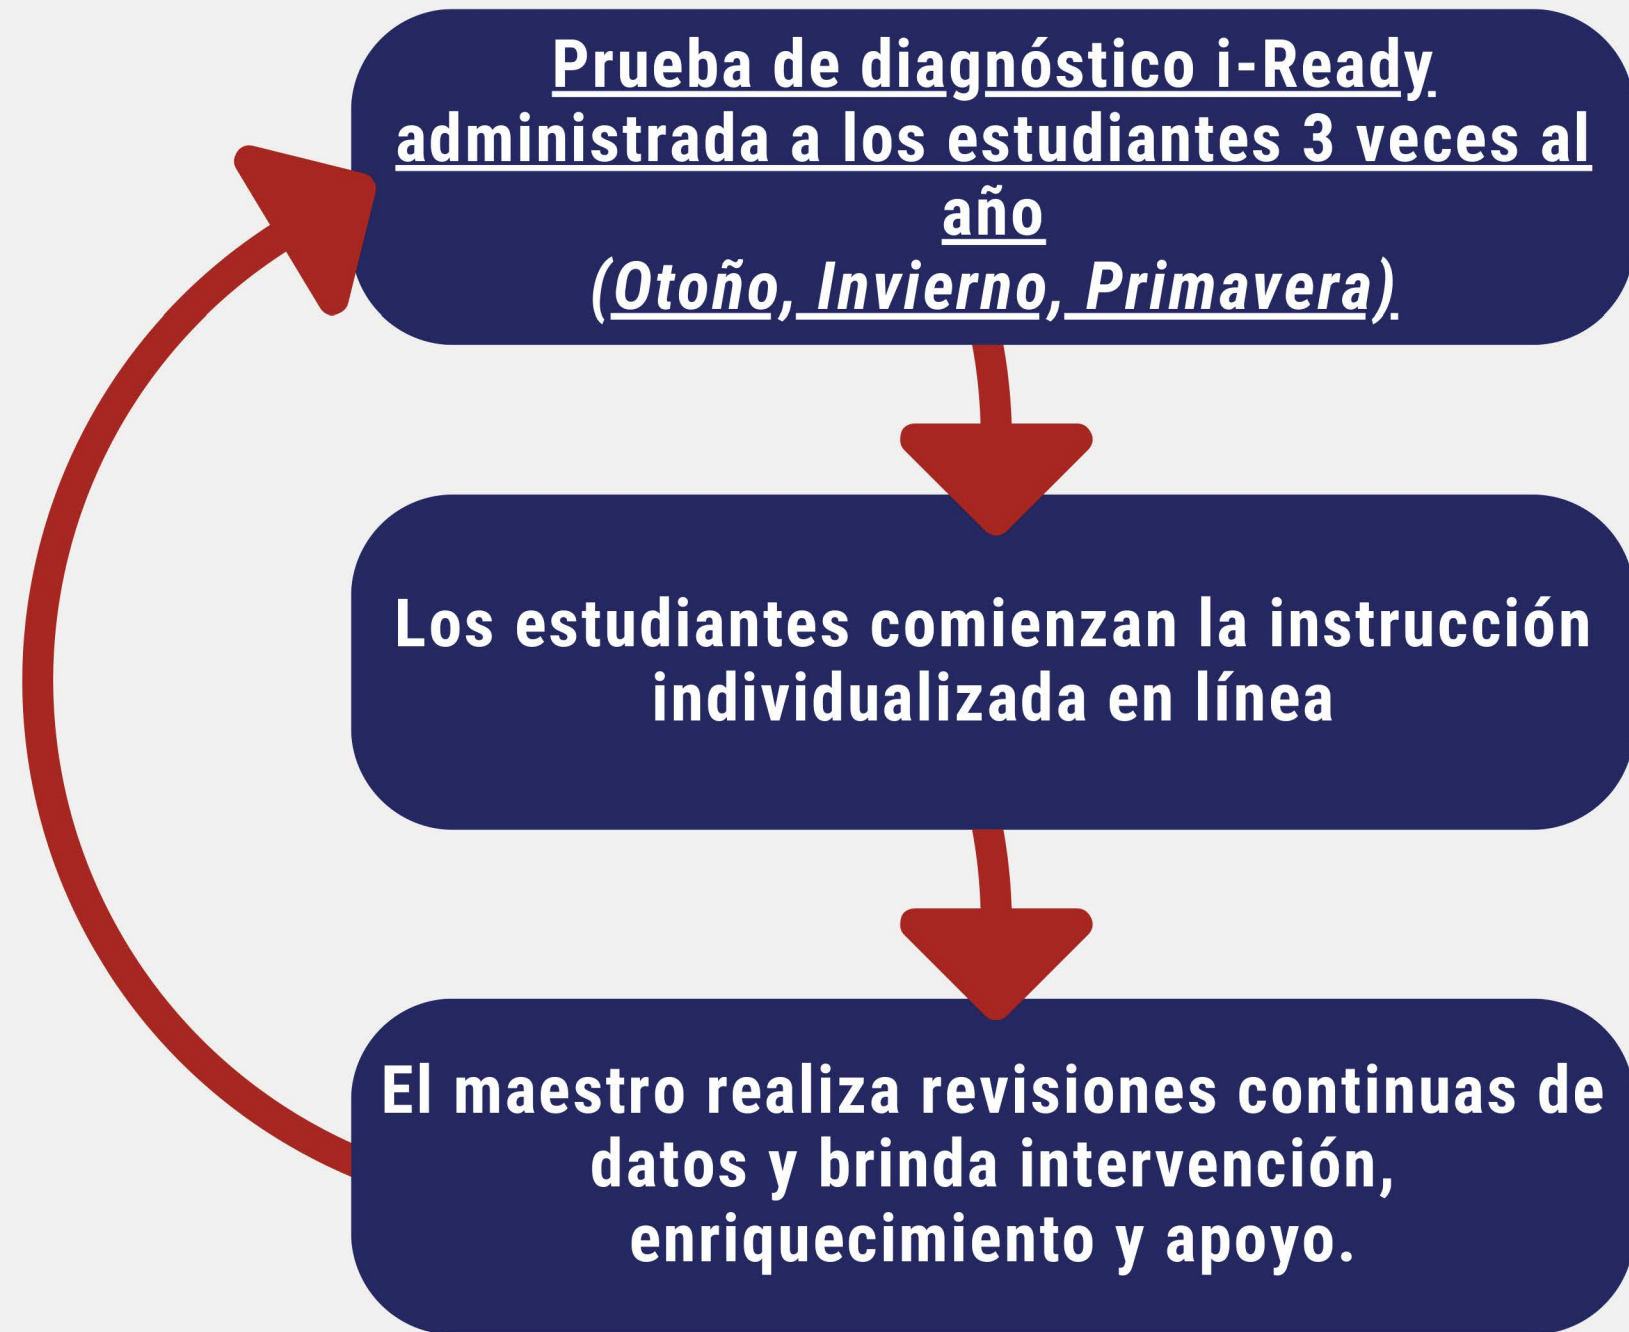 Prueba de diagnóstico i-Ready
administrada a los estudiantes 3 veces al
año
(Otoño, Invierno, Primavera)
Los estudiantes comienzan la instrucción
individualizada en línea
El maestro realiza revisiones continuas de
datos y brinda intervención,
enriquecimiento y apoyo.